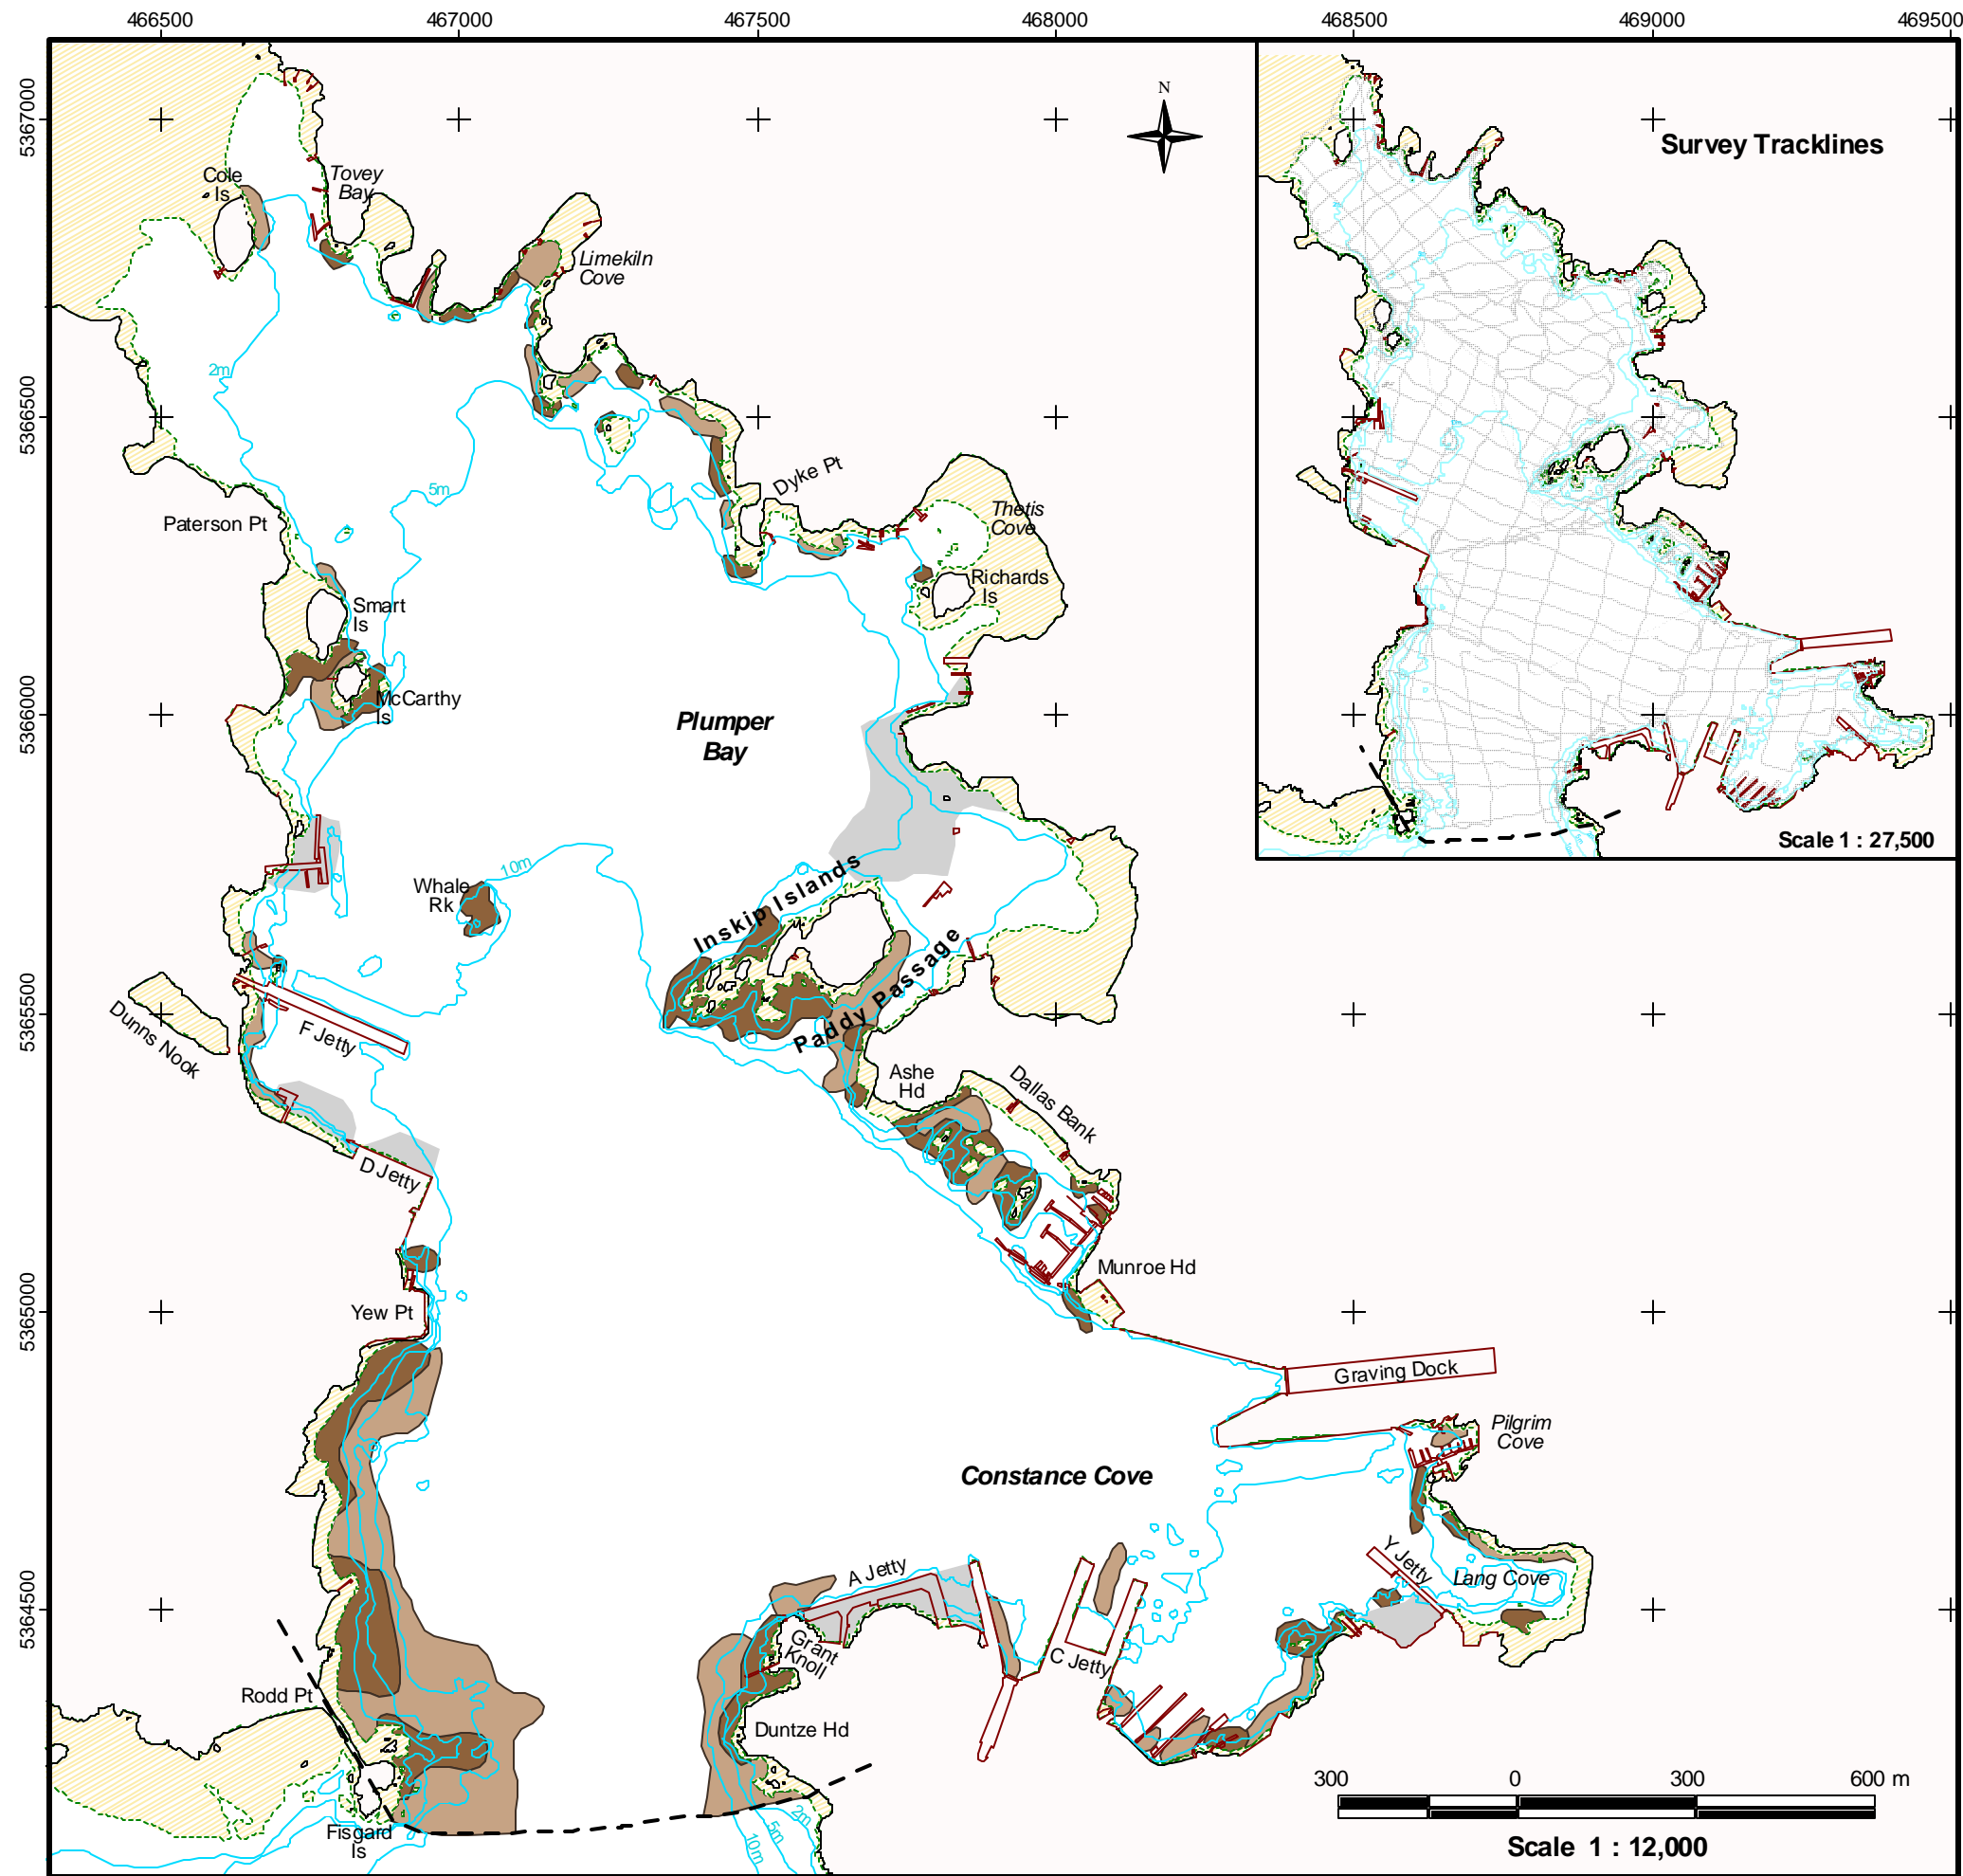 466500
467000
467500
468000
468500
469000
469500
5367000
5366500
5366000
5365500
5365000
5364500
N
Survey Tracklines
Scale 1 : 27,500
Cole
Is
Tovey
Bay
Limekiln
Cove
2m
5m
Paterson Pt
Dyke Pt
Thetis
Cove
Richards
Is
Smart
Is
McCarthy
Is
Plumper
Bay
10m
Whale
Rk
Inskip Islands
Paddy Passage
Dunns Nook
F Jetty
Ashe
Hd
Dallas Bank
D Jetty
Munroe Hd
Yew Pt
Graving Dock
Pilgrim
Cove
Constance Cove
A Jetty
Y Jetty
Lang Cove
Grant
Knoll
C Jetty
Rodd Pt
Duntze Hd
Fisgard
Is
2m
5m
10m
300 0 300 600 m
Scale 1 : 12,000